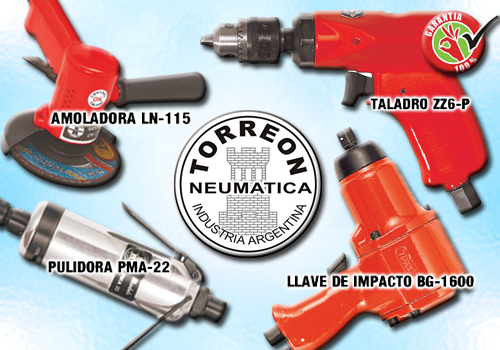 GARANTIA
100%
AMOLADORA LN-115
TALADRO ZZ6-P
TORREON
NEUMATICA
INDUSTRIA ARGENTINA
PULIDORA PMA-22
LLAVE DE IMPACTO BG-1600